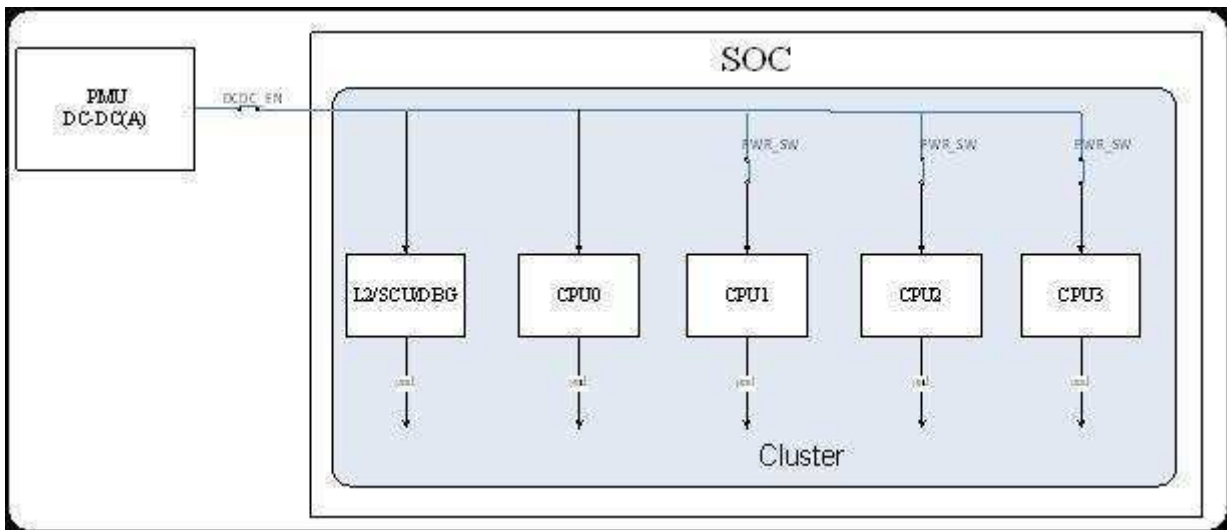 SOC
PMU
DC-DC(A)
DCDC_EN
PWR_SW
PWR_SW
PWR_SW
L2/SCU/DBG
CPU0
CPU1
CPU2
CPU3
Cluster